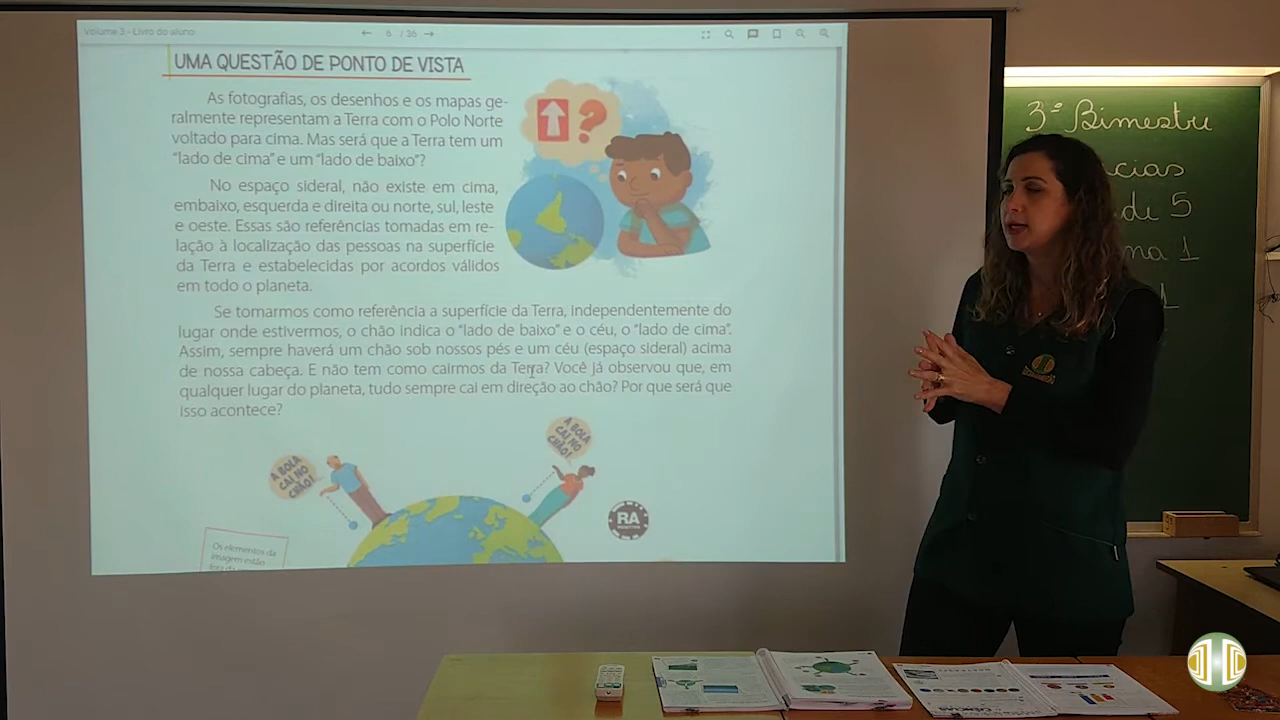 Volume 3 - Livro do aluno
6 / 36
UMA QUESTÃO DE PONTO DE VISTA
As fotografias, os desenhos e os mapas ge-
ralmente representam a Terra com o Polo Norte
voltado para cima. Mas será que a Terra tem um
"lado de cima" e um "lado de baixo"?
No espaço sideral, não existe em cima,
embaixo, esquerda e direita ou norte, sul, leste
e oeste. Essas são referências tomadas em re-
lação à localização das pessoas na superfície
da Terra e estabelecidas por acordos válidos
em todo o planeta.
Se tomarmos como referência a superfície da Terra, independentemente do
lugar onde estivermos, o chão indica o "lado de baixo" e o céu, o "lado de cima".
Assim, sempre haverá um chão sob nossos pés e um céu (espaço sideral) acima
de nossa cabeça. E não tem como cairmos da Terra? Você já observou que, em
qualquer lugar do planeta, tudo sempre cai em direção ao chão? Por que será que
isso acontece?
?
A BOLA
CAI NO
CHÃO!
A BOLA
CAI NO
CHÃO!
RA
Os elementos da
imagem estão
3º Bimestre
cias
de 5
ma 1
1